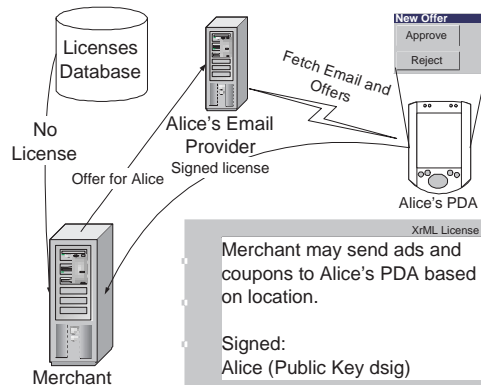 New Offer
Approve
Reject
Licenses
Database
Fetch Email and
Offers
No
License
Alice's Email
Provider
Offer for Alice
Signed license
Alice's PDA
XrML License
Merchant may send ads and
coupons to Alice's PDA based
on location.
Signed:
Alice (Public Key dsig)
Merchant